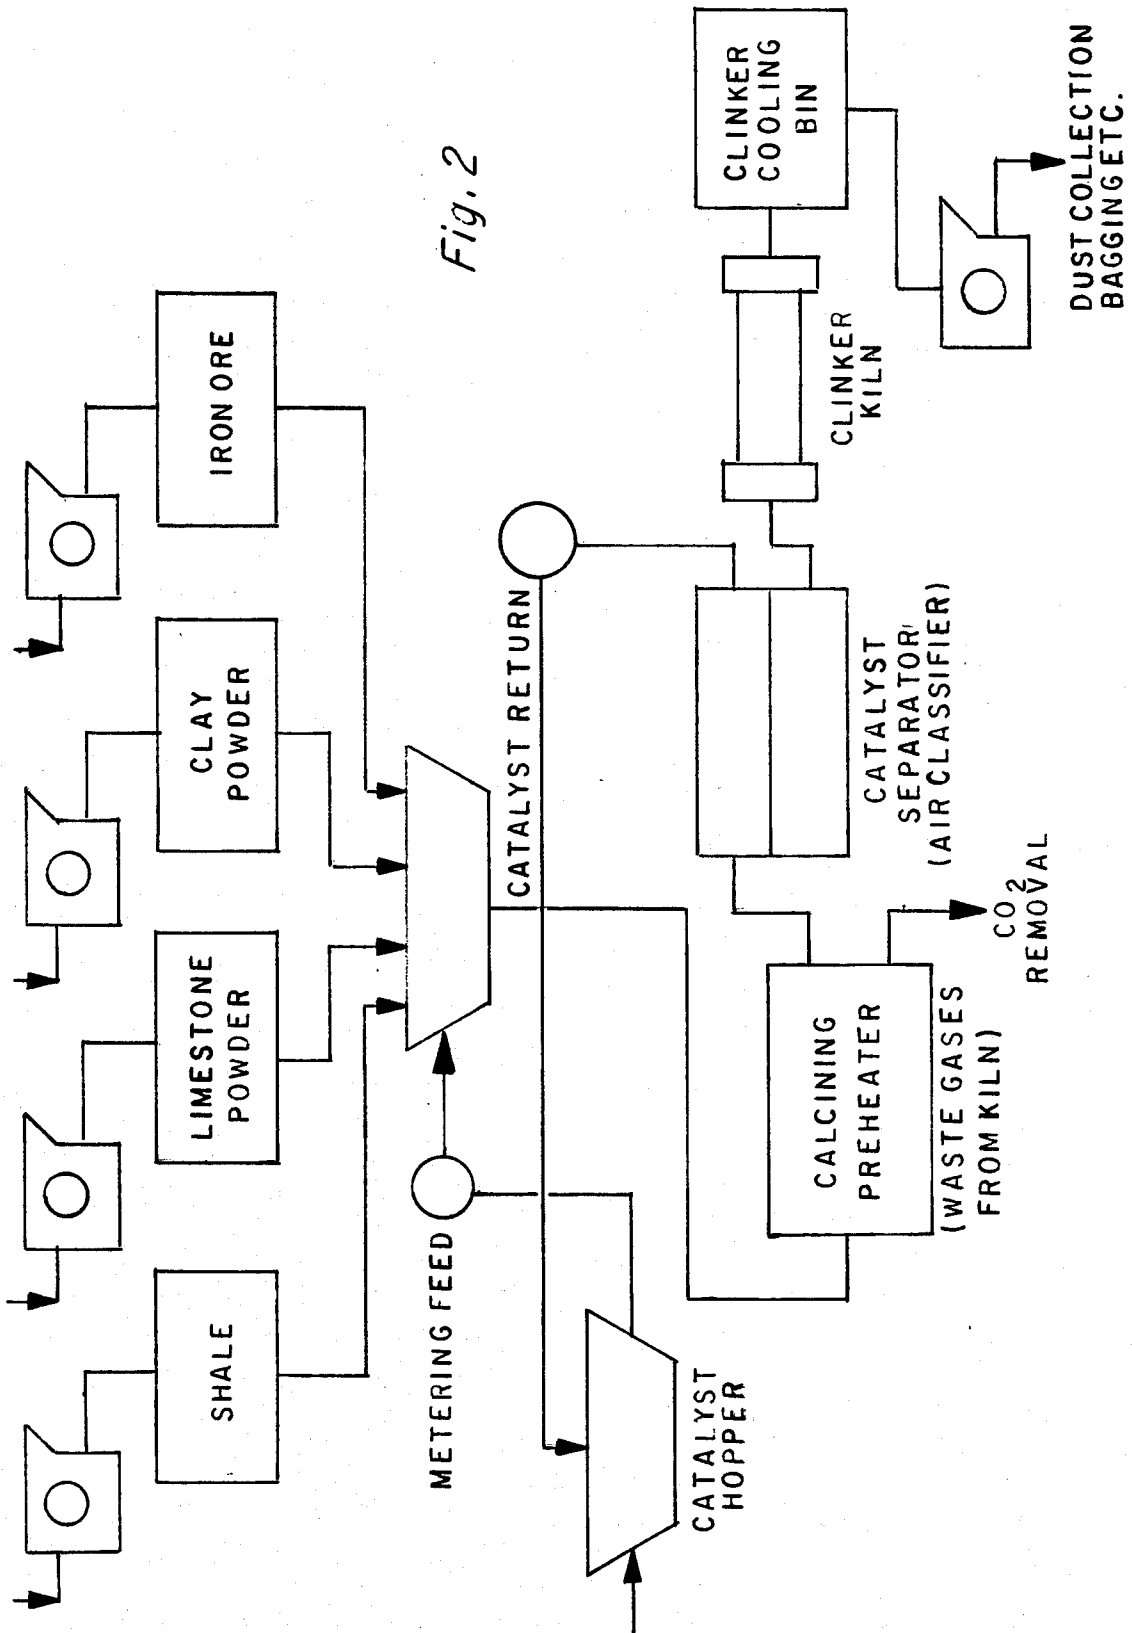 SHALE
LIMESTONE
POWDER
CLAY
POWDER
IRON ORE
Fig. 2
METERING FEED
CATALYST RETURN
CATALYST
HOPPER
CALCINING
PREHEATER
(WASTE GASES
FROM KILN)
CO2
REMOVAL
CATALYST
SEPARATOR
(AIR CLASSIFIER)
CLINKER
KILN
CLINKER
COOLING
BIN
DUST COLLECTION
BAGGING ETC.